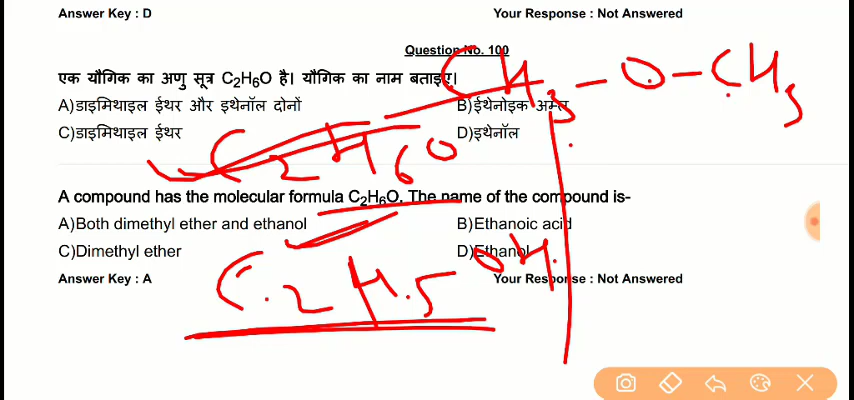 Answer Key : D Your Response : Not Answered
Question No. 100
एक यौगिक का अणु सूत्र C₂H₆O है। यौगिक का नाम बताइए।
CH₃-O-CH₃
A)डाइमिथाइल ईथर और इथेनॉल दोनों B)ईथेनोइक अम्ल
C)डाइमिथाइल ईथर D)इथेनॉल
C₂H₆O
A compound has the molecular formula C₂H₆O. The name of the compound is-
A)Both dimethyl ether and ethanol B)Ethanoic acid
C)Dimethyl ether D)Ethanol
C₂H₅OH
Answer Key : A Your Response : Not Answered